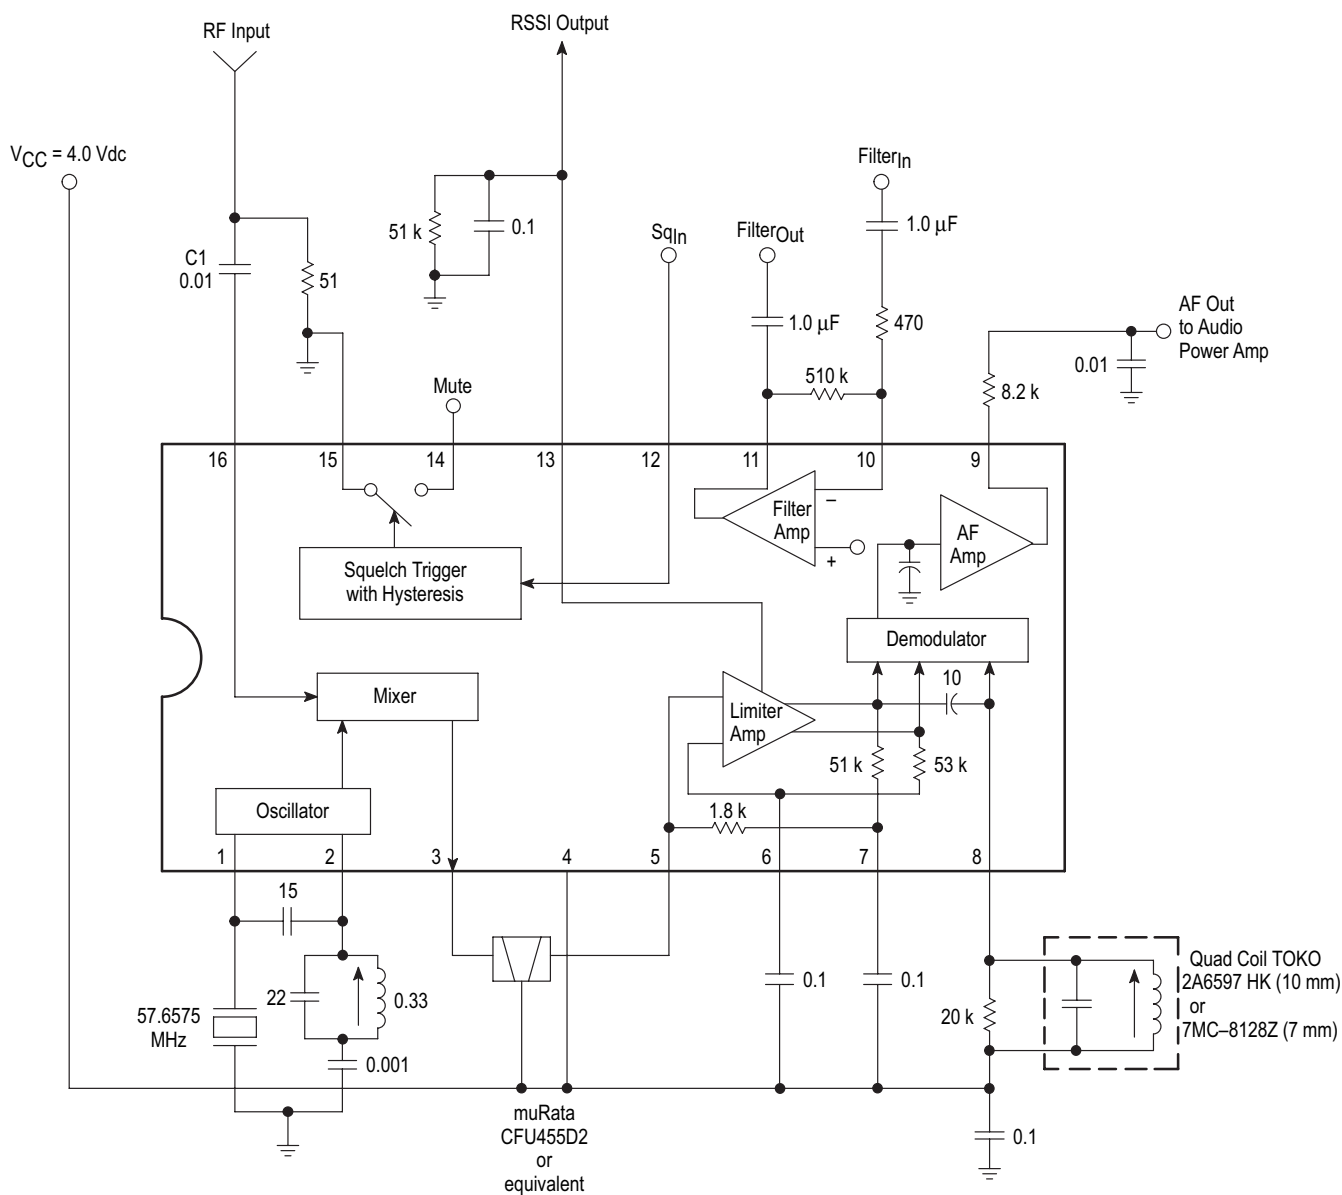 RF Input
RSSI Output
VCC = 4.0 Vdc
FilterIn
1.0 µF
51 k
0.1
SqIn
FilterOut
C1
0.01
51
1.0 µF
470
AF Out
to Audio
Power Amp
0.01
Mute
510 k
8.2 k
16
15
14
13
12
11
10
9
Filter
Amp
–
+
AF
Amp
Squelch Trigger
with Hysteresis
Demodulator
Mixer
Limiter
Amp
10
51 k
53 k
Oscillator
1.8 k
1
2
3
4
5
6
7
8
15
22
0.33
0.1
0.1
20 k
Quad Coil TOKO
2A6597 HK (10 mm)
or
7MC–8128Z (7 mm)
57.6575
MHz
0.001
muRata
CFU455D2
or
equivalent
0.1